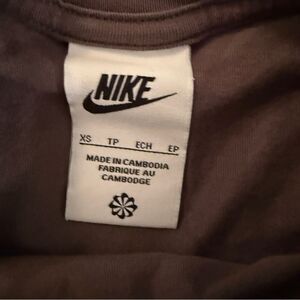 NIKE
XS TP ECH EP
MADE IN CAMBODIA
FABRIQUE AU
CAMBODGE